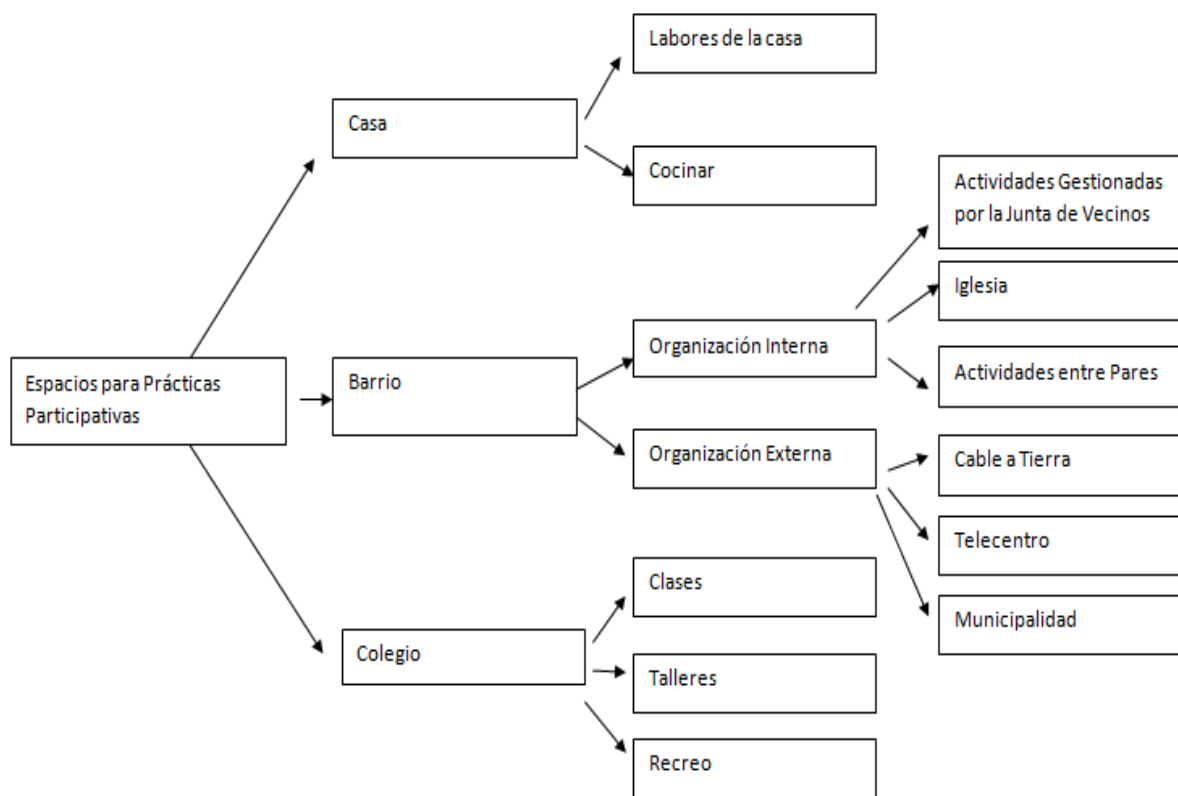 Labores de la casa
Casa
Cocinar
Actividades Gestionadas
por la Junta de Vecinos
Iglesia
Organización Interna
Actividades entre Pares
Espacios para Prácticas
Participativas
Barrio
Organización Externa
Cable a Tierra
Telecentro
Clases
Municipalidad
Colegio
Talleres
Recreo